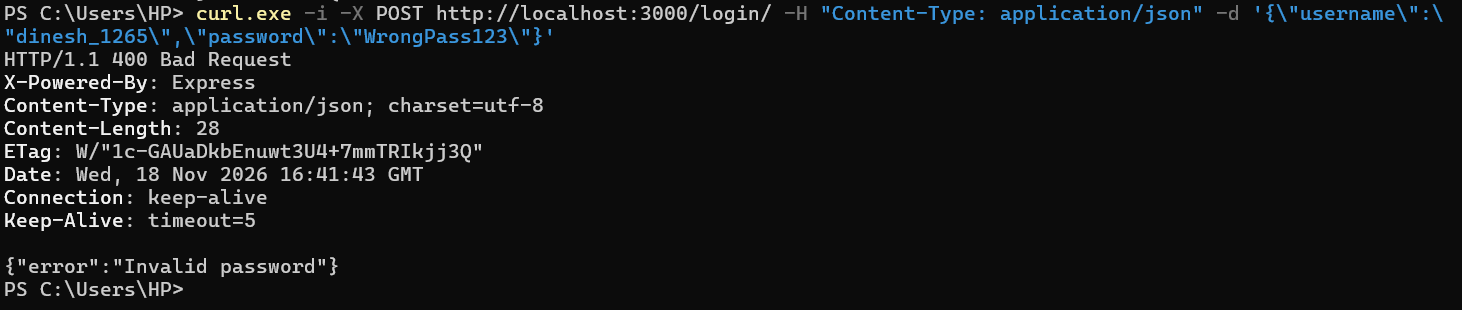 PS C:\Users\HP> curl.exe -i -X POST http://localhost:3000/login/ -H "Content-Type: application/json" -d '{\"username\":\
"dinesh_1265\",\"password\":\"WrongPass123\"}'
HTTP/1.1 400 Bad Request
X-Powered-By: Express
Content-Type: application/json; charset=utf-8
Content-Length: 28
ETag: W/"1c-GAUaDkbEnuwt3U4+7mmTRIkjj3Q"
Date: Wed, 18 Nov 2026 16:41:43 GMT
Connection: keep-alive
Keep-Alive: timeout=5
{"error":"Invalid password"}
PS C:\Users\HP>